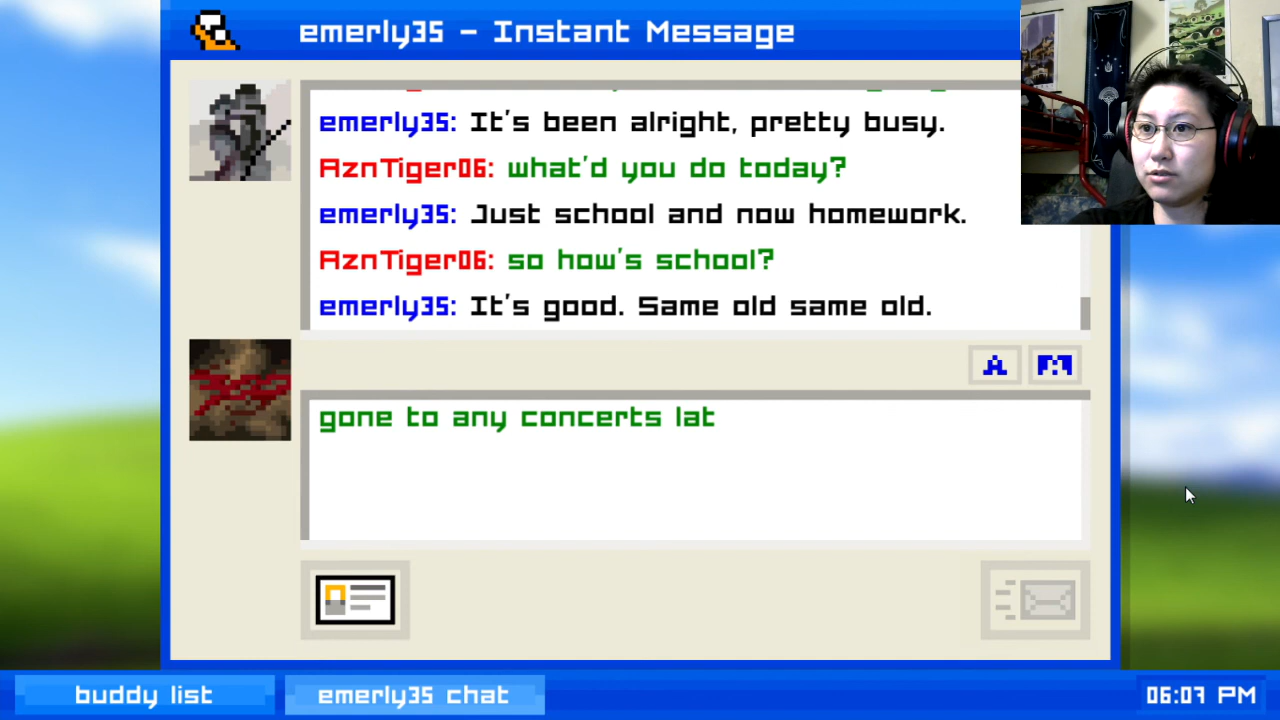 emerly35 - Instant Message
emerly35: It's been alright, pretty busy.
AznTiger06: what'd you do today?
emerly35: Just school and now homework.
AznTiger06: so how's school?
emerly35: It's good. Same old same old.
A
gone to any concerts lat
buddy list
emerly35 chat
06:07 PM